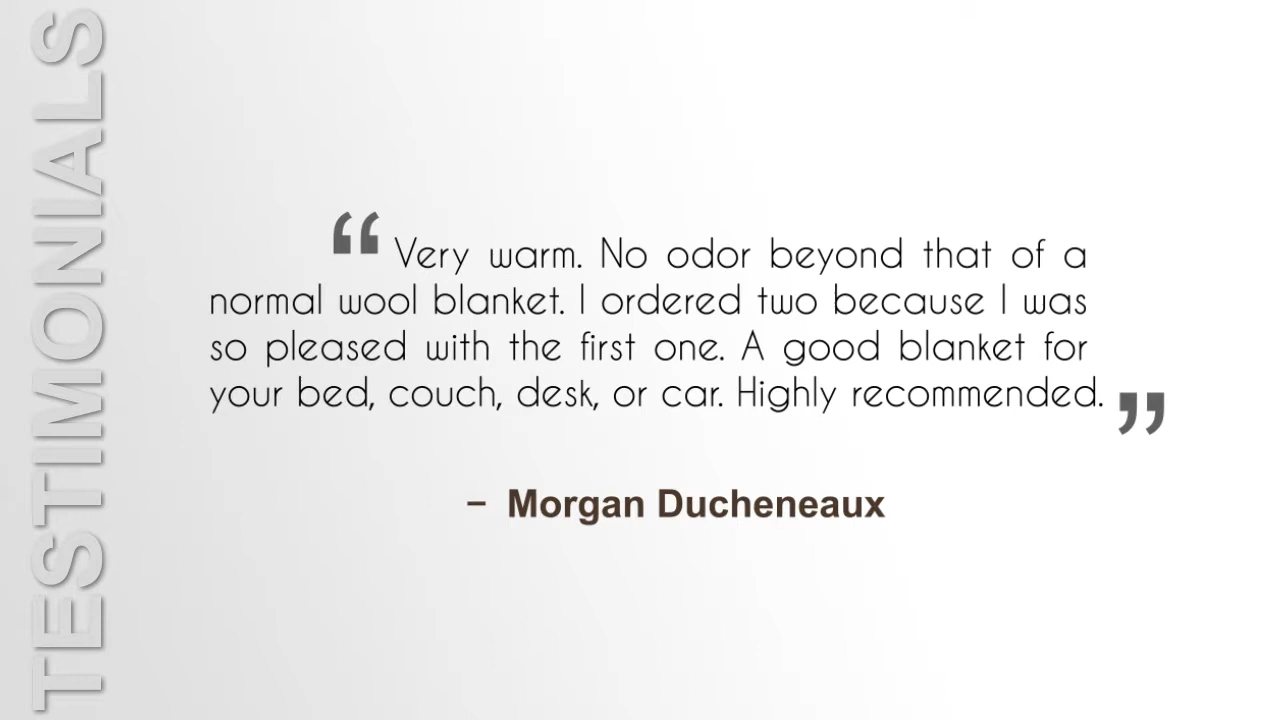 TESTIMONIALS
“ Very warm. No odor beyond that of a
normal wool blanket. I ordered two because I was
so pleased with the first one. A good blanket for
your bed, couch, desk, or car. Highly recommended. ”
– Morgan Ducheneaux